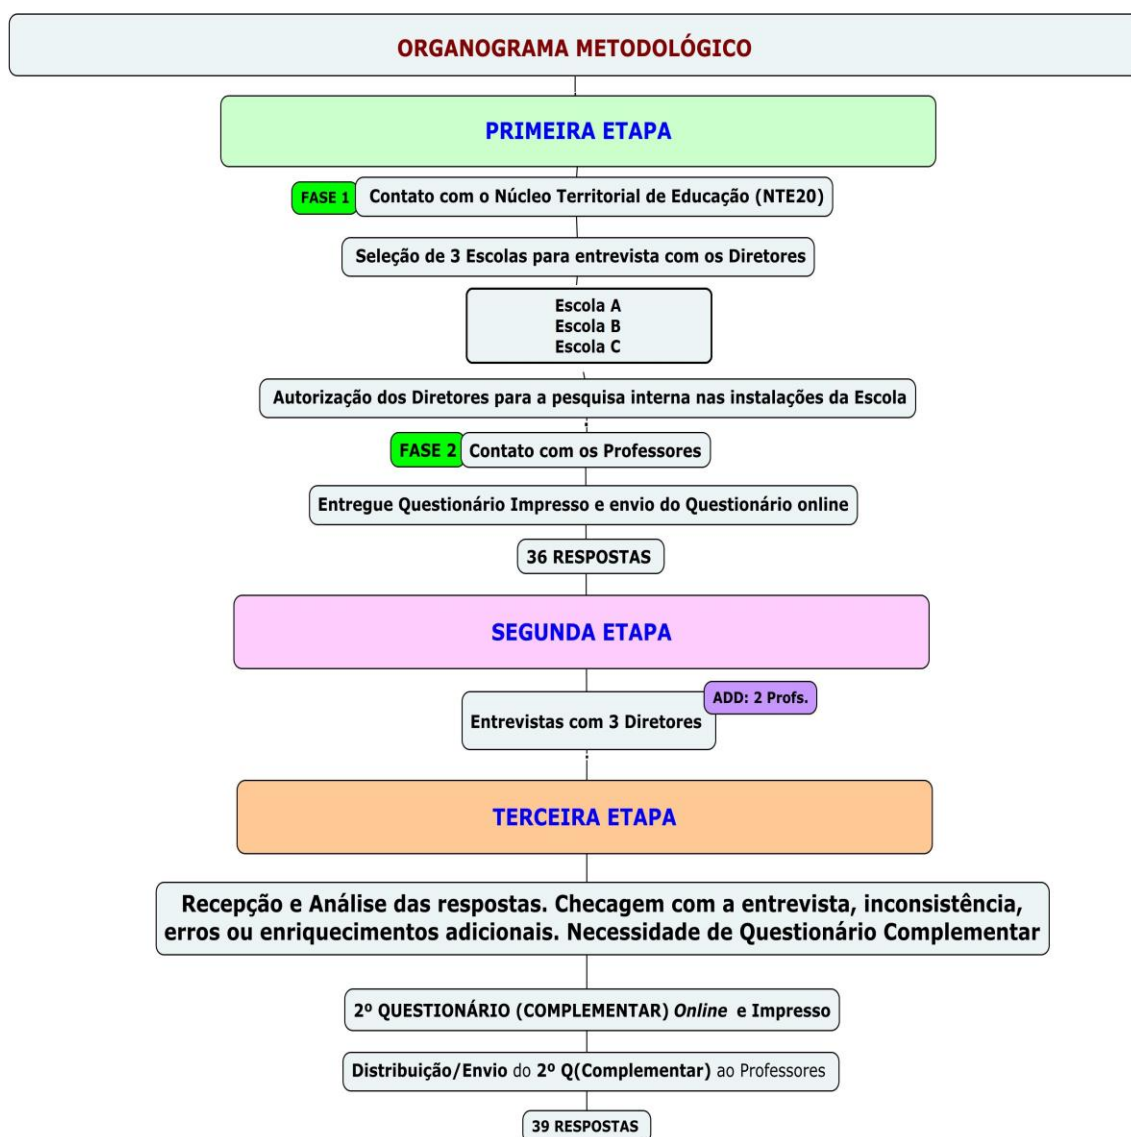 ORGANOGRAMA METODOLÓGICO
PRIMEIRA ETAPA
FASE 1
Contato com o Núcleo Territorial de Educação (NTE20)
Seleção de 3 Escolas para entrevista com os Diretores
Escola A
Escola B
Escola C
Autorização dos Diretores para a pesquisa interna nas instalações da Escola
FASE 2
Contato com os Professores
Entregue Questionário Impresso e envio do Questionário online
36 RESPOSTAS
SEGUNDA ETAPA
ADD: 2 Profs.
Entrevistas com 3 Diretores
TERCEIRA ETAPA
Recepção e Análise das respostas. Checagem com a entrevista, inconsistência,
erros ou enriquecimentos adicionais. Necessidade de Questionário Complementar
2º QUESTIONÁRIO (COMPLEMENTAR) Online e Impresso
Distribuição/Envio do 2º Q(Complementar) ao Professores
39 RESPOSTAS